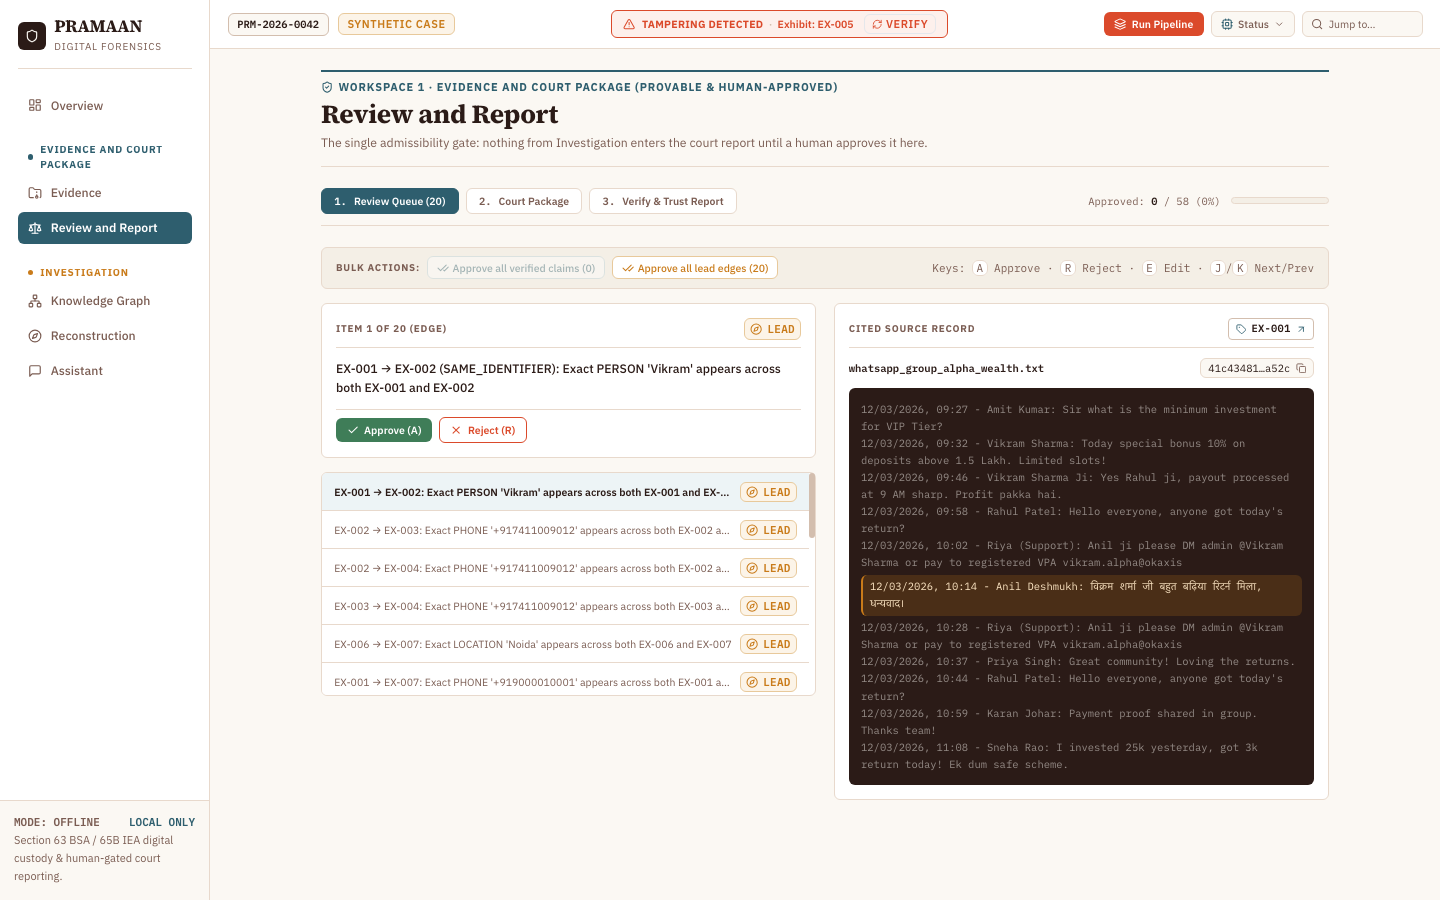 PRAMAAN
DIGITAL FORENSICS
Overview
EVIDENCE AND COURT
PACKAGE
Evidence
Review and Report
INVESTIGATION
Knowledge Graph
Reconstruction
Assistant
MODE: OFFLINE LOCAL ONLY
Section 63 BSA / 65B IEA digital
custody & human-gated court
reporting.
PRM-2026-0042 SYNTHETIC CASE
TAMPERING DETECTED · Exhibit: EX-005 VERIFY
Run Pipeline Status Jump to...
WORKSPACE 1 · EVIDENCE AND COURT PACKAGE (PROVABLE & HUMAN-APPROVED)
Review and Report
The single admissibility gate: nothing from Investigation enters the court report until a human approves it here.
1. Review Queue (20) 2. Court Package 3. Verify & Trust Report
Approved: 0 / 58 (0%)
BULK ACTIONS: Approve all verified claims (0) Approve all lead edges (20)
Keys: A Approve · R Reject · E Edit · J/K Next/Prev
ITEM 1 OF 20 (EDGE) LEAD
EX-001 → EX-002 (SAME_IDENTIFIER): Exact PERSON 'Vikram' appears across
both EX-001 and EX-002
Approve (A) Reject (R)
EX-001 → EX-002: Exact PERSON 'Vikram' appears across both EX-001 and EX-... LEAD
EX-002 → EX-003: Exact PHONE '+917411009012' appears across both EX-002 a... LEAD
EX-002 → EX-004: Exact PHONE '+917411009012' appears across both EX-002 a... LEAD
EX-003 → EX-004: Exact PHONE '+917411009012' appears across both EX-003 a... LEAD
EX-006 → EX-007: Exact LOCATION 'Noida' appears across both EX-006 and EX-007 LEAD
EX-001 → EX-007: Exact PHONE '+919000010001' appears across both EX-001 a... LEAD
CITED SOURCE RECORD EX-001
whatsapp_group_alpha_wealth.txt 41c43481…a52c
12/03/2026, 09:27 - Amit Kumar: Sir what is the minimum investment
for VIP Tier?
12/03/2026, 09:32 - Vikram Sharma: Today special bonus 10% on
deposits above 1.5 Lakh. Limited slots!
12/03/2026, 09:46 - Vikram Sharma Ji: Yes Rahul ji, payout processed
at 9 AM sharp. Profit pakka hai.
12/03/2026, 09:58 - Rahul Patel: Hello everyone, anyone got today's
return?
12/03/2026, 10:02 - Riya (Support): Anil ji please DM admin @Vikram
Sharma or pay to registered VPA vikram.alpha@okaxis
12/03/2026, 10:14 - Anil Deshmukh: विक्रम शर्मा जी बहुत बढ़िया रिटर्न मिला,
धन्यवाद।
12/03/2026, 10:28 - Riya (Support): Anil ji please DM admin @Vikram
Sharma or pay to registered VPA vikram.alpha@okaxis
12/03/2026, 10:37 - Priya Singh: Great community! Loving the returns.
12/03/2026, 10:44 - Rahul Patel: Hello everyone, anyone got today's
return?
12/03/2026, 10:59 - Karan Johar: Payment proof shared in group.
Thanks team!
12/03/2026, 11:08 - Sneha Rao: I invested 25k yesterday, got 3k
return today! Ek dum safe scheme.